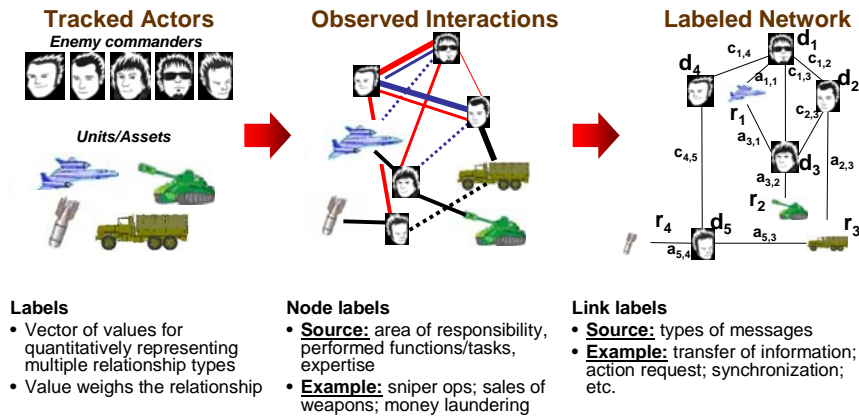 Tracked Actors
Enemy commanders
Units/Assets
Observed Interactions
Labeled Network
d1
c1,4
c1,2
d4
a1,1
c1,3
d2
r1
c2,3
a3,1
d3
c4,5
a3,2
a2,3
r2
r4
d5
r3
a5,4
a5,3
Labels
• Vector of values for
quantitatively representing
multiple relationship types
• Value weighs the relationship
Node labels
• Source: area of responsibility,
performed functions/tasks,
expertise
• Example: sniper ops; sales of
weapons; money laundering
Link labels
• Source: types of messages
• Example: transfer of information;
action request; synchronization;
etc.